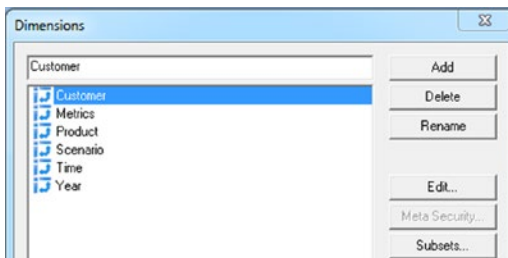 Dimensions
Customer
Add
Customer
Metrics
Product
Scenario
Time
Year
Delete
Rename
Edit...
Meta Security...
Subsets...